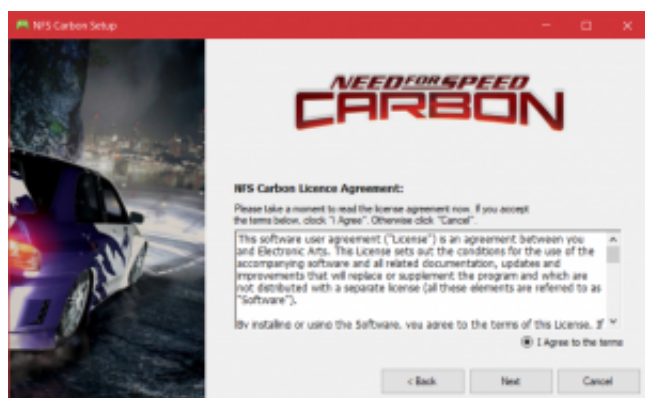 NFS Carbon Setup
NEED FOR SPEED
CARBON
NFS Carbon Licence Agreement:
Please take a moment to read the license agreement now. If you accept
the terms below, click "I Agree". Otherwise click "Cancel".
This software user agreement ("License") is an agreement between you
and Electronic Arts. This License sets out the conditions for the use of the
accompanying software and all related documentation, updates and
improvements that will replace or supplement the program and which are
not distributed with a separate license (all these elements are referred to as
"Software").
By installing or using the Software, you agree to the terms of this License. If
I Agree to the terms
< Back
Next
Cancel